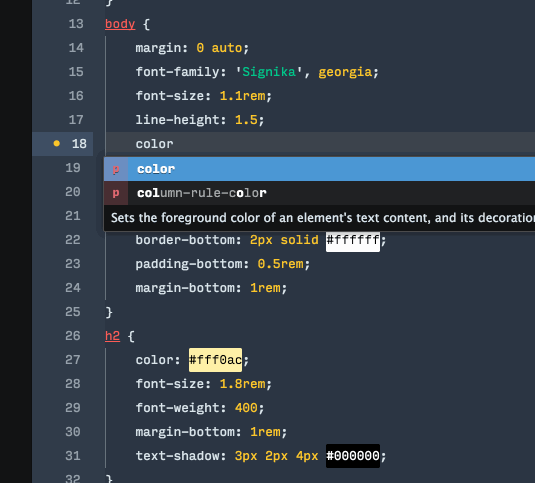 12 }
13 body {
14 margin: 0 auto;
15 font-family: 'Signika', georgia;
16 font-size: 1.1rem;
17 line-height: 1.5;
18 color
19 p color
20 p column-rule-color
21 Sets the foreground color of an element's text content, and its decoratio
22 border-bottom: 2px solid #ffffff;
23 padding-bottom: 0.5rem;
24 margin-bottom: 1rem;
25 }
26 h2 {
27 color: #fff0ac;
28 font-size: 1.8rem;
29 font-weight: 400;
30 margin-bottom: 1rem;
31 text-shadow: 3px 2px 4px #000000;
32 }